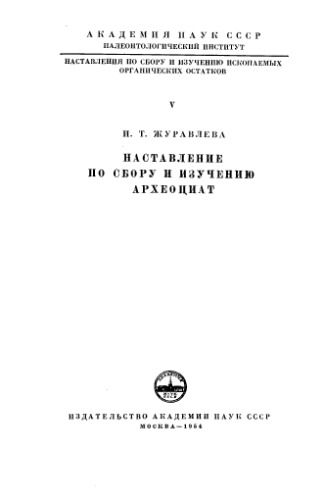 АКАДЕМИЯ НАУК СССР
ПАЛЕОНТОЛОГИЧЕСКИЙ ИНСТИТУТ
НАСТАВЛЕНИЯ ПО СБОРУ И ИЗУЧЕНИЮ ИСКОПАЕМЫХ
ОРГАНИЧЕСКИХ ОСТАТКОВ
V
И. Т. ЖУРАВЛЕВА
НАСТАВЛЕНИЕ
ПО СБОРУ И ИЗУЧЕНИЮ
АРХЕОЦИАТ
ИЗДАТЕЛЬСТВО АКАДЕМИИ НАУК СССР
МОСКВА—1954